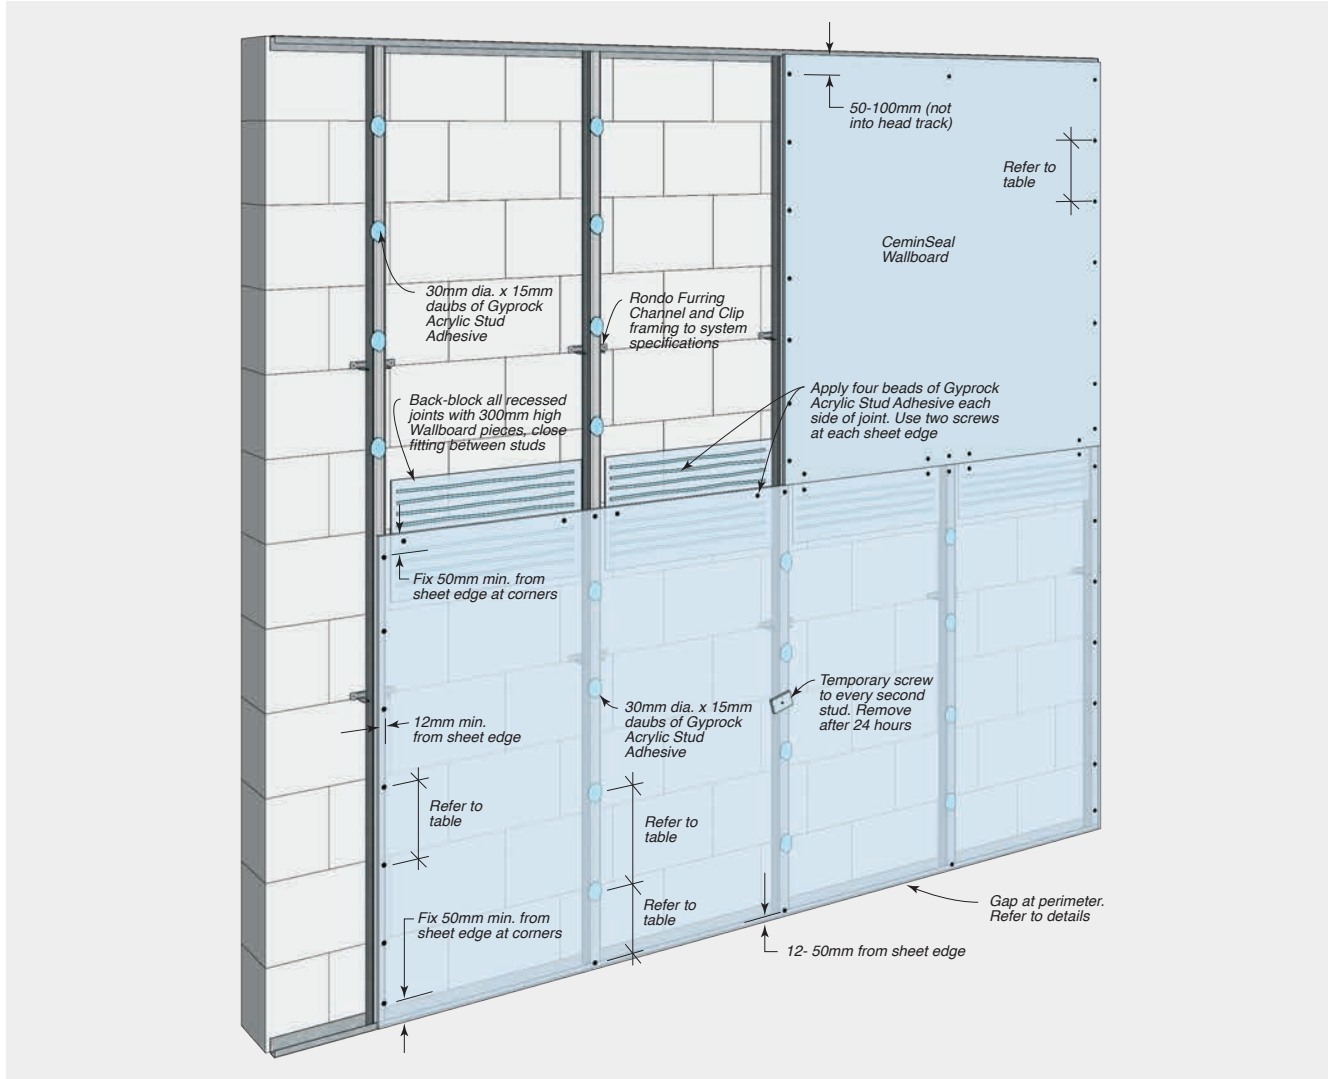 50-100mm (not
into head track)
Refer to
table
CeminSeal
Wallboard
30mm dia. x 15mm
daubs of Gyprock
Acrylic Stud
Adhesive
Rondo Furring
Channel and Clip
framing to system
specifications
Back-block all recessed
joints with 300mm high
Wallboard pieces, close
fitting between studs
Apply four beads of Gyprock
Acrylic Stud Adhesive each
side of joint. Use two screws
at each sheet edge
Fix 50mm min. from
sheet edge at corners
Temporary screw
to every second
stud. Remove
after 24 hours
30mm dia. x 15mm
daubs of Gyprock
Acrylic Stud
Adhesive
12mm min.
from sheet edge
Refer to
table
Refer to
table
Refer to
table
Fix 50mm min. from
sheet edge at corners
Gap at perimeter.
Refer to details
12- 50mm from sheet edge